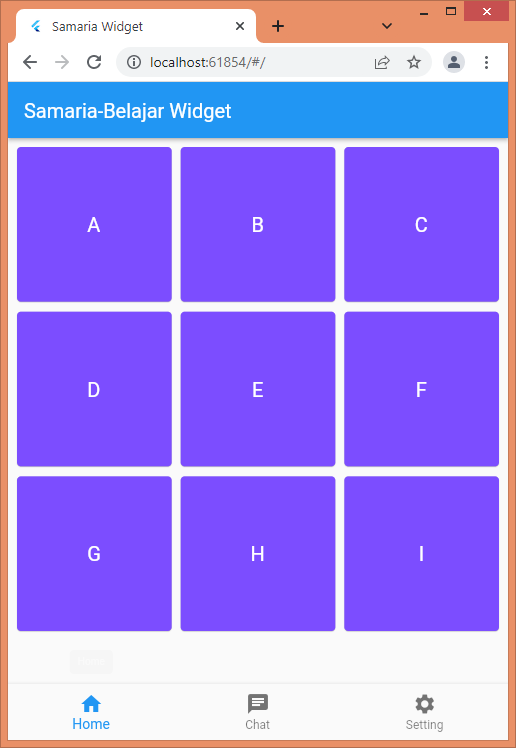 Samaria Widget
localhost:61854/#/
Samaria-Belajar Widget
A B C
D E F
G H I
Home Chat Setting